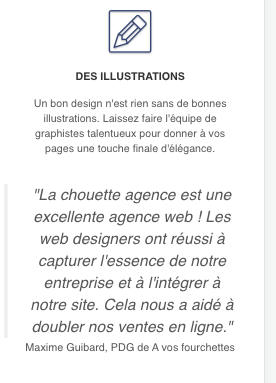 DES ILLUSTRATIONS
Un bon design n'est rien sans de bonnes
illustrations. Laissez faire l'équipe de
graphistes talentueux pour donner à vos
pages une touche finale d'élégance.
"La chouette agence est une
excellente agence web ! Les
web designers ont réussi à
capturer l'essence de notre
entreprise et à l'intégrer à
notre site. Cela nous a aidé à
doubler nos ventes en ligne."
Maxime Guibard, PDG de A vos fourchettes